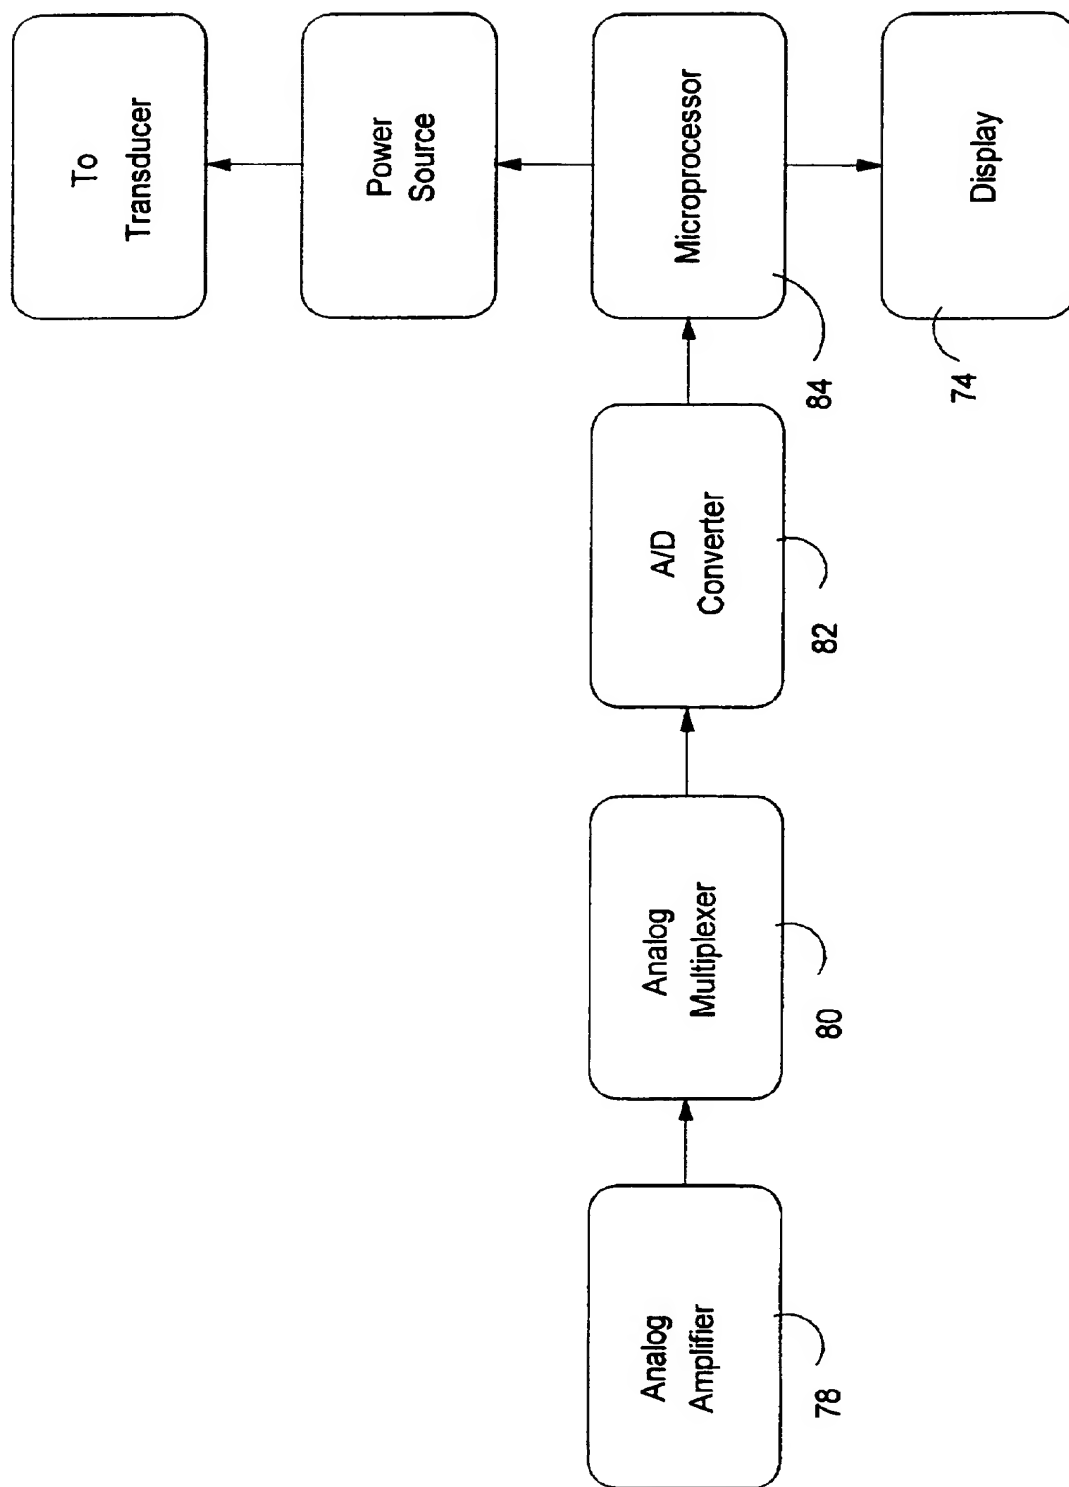 To
Transducer
Power
Source
Microprocessor
84
Display
74
A/D
Converter
82
Analog
Multiplexer
80
Analog
Amplifier
78